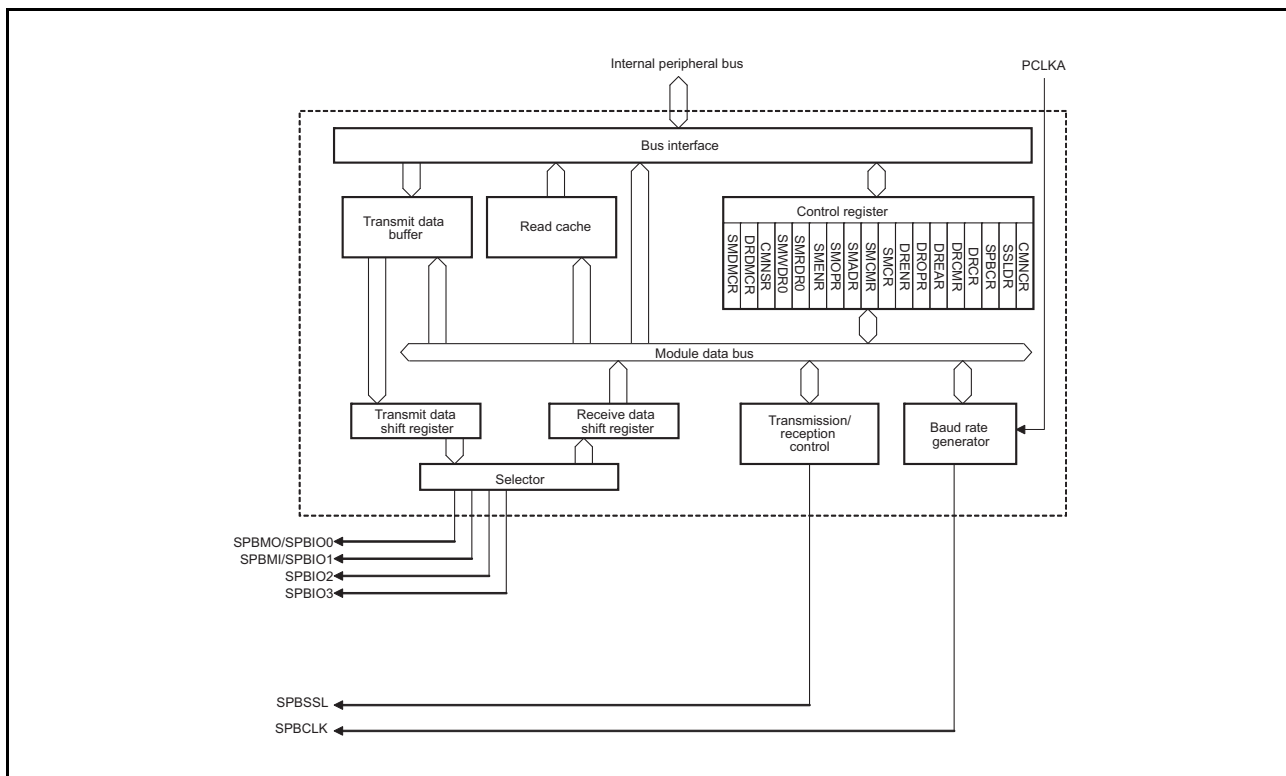 Internal peripheral bus
PCLKA
Bus interface
Transmit data
buffer
Read cache
Control register
SMDMCR
DRDMCR
CMNSR
SMWDR0
SMRDR0
SMENR
SMOPR
SMADR
SMCMR
SMCR
DRENR
DROPR
DREAR
DRCMR
DRCR
SPBCR
SSLDR
CMNCR
Module data bus
Transmit data
shift register
Receive data
shift register
Transmission/
reception
control
Baud rate
generator
Selector
SPBMO/SPBIO0
SPBMI/SPBIO1
SPBIO2
SPBIO3
SPBSSL
SPBCLK